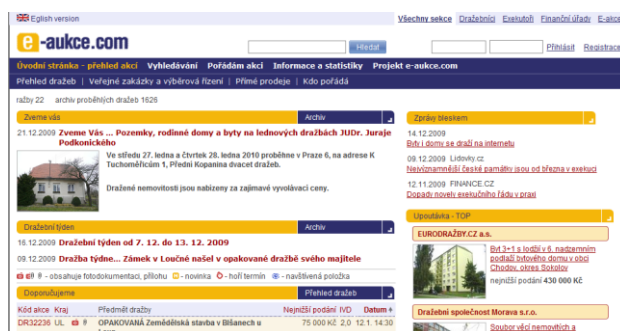 Eglish version
Všechny sekce Dražebníci Exekutoři Finanční úřady E-akce
e-aukce.com
Hledat
Přihlásit Registrace
Úvodní stránka - přehled akcí Vyhledávání Pořádám akci Informace a statistiky Projekt e-aukce.com
Přehled dražeb | Veřejné zakázky a výběrová řízení | Přímé prodeje | Kdo pořádá
ražby 22 archiv proběhlých dražeb 1626
Zveme vás Archiv
21.12.2009 Zveme Vás ... Pozemky, rodinné domy a byty na lednových dražbách JUDr. Juraje
Podkonického
Ve středu 27. ledna a čtvrtek 28. ledna 2010 proběhne v Praze 6, na adrese K
Tuchoměřicům 1, Přední Kopanina dvacet dražeb.
Dražené nemovitosti jsou nabízeny za zajímavé vyvolávací ceny.
Dražební týden Archiv
16.12.2009 Dražební týden od 7. 12. do 13. 12. 2009
09.12.2009 Dražba týdne... Zámek v Loučné našel v opakované dražbě svého majitele
- obsahuje fotodokumentaci, přílohu - novinka - hoří termín - navštívená položka
Doporučujeme Přehled dražeb
Kód akce Kraj Předmět dražby Nejnižší podání IVD Datum
DR32236 UL OPAKOVANÁ Zemědělská stavba v Blšanech u 75 000 Kč 2,0 12.1. 14:30
Zprávy bleskem
14.12.2009
Byty i domy se draží na internetu
09.12.2009 Lidovky.cz
Nejvýznamnější české památky jsou od března v exekuci
12.11.2009 FINANCE.CZ
Dopady novely exekučního řádu v praxi
Upoutávka - TOP
EURODRAŽBY.CZ a.s.
Byt 3+1 s lodžií v 6. nadzemním
podlaží bytového domu v obci
Chodov, okres Sokolov
nejnižší podání 430 000 Kč
Dražební společnost Morava s.r.o.
Soubor věcí nemovitých a